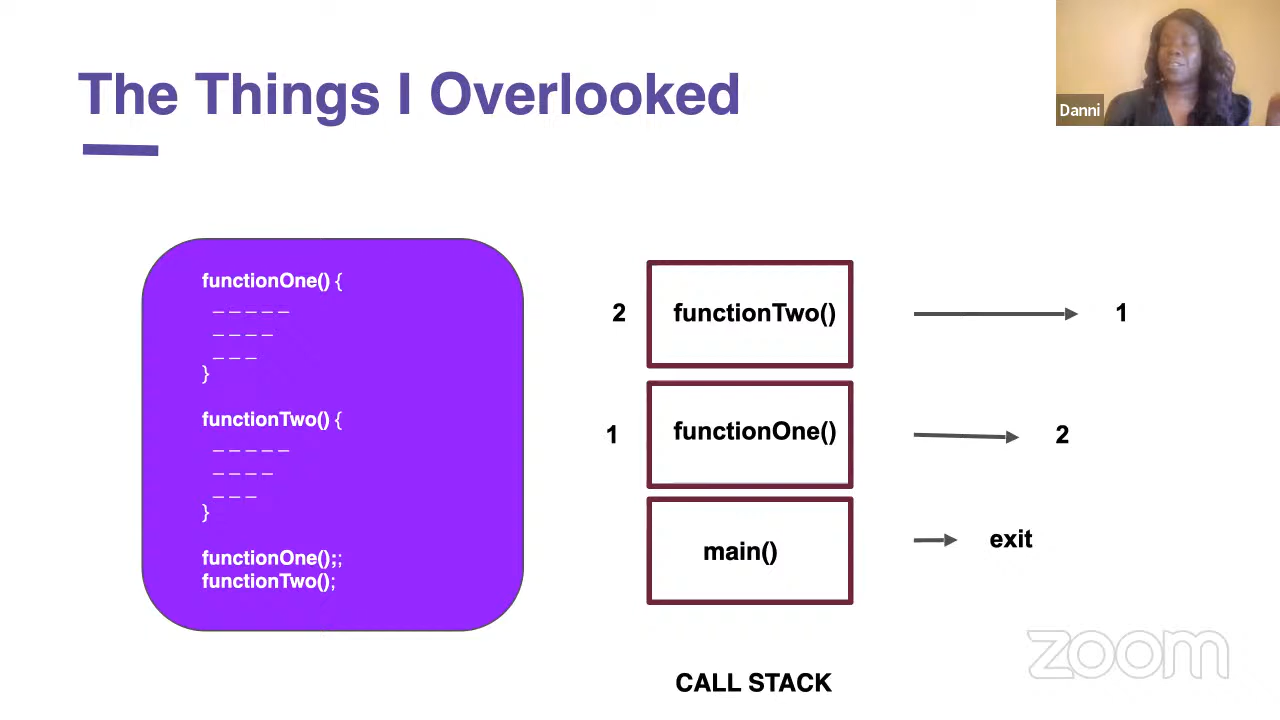 The Things I Overlooked
Danni
functionOne() {
_ _ _ _ _
_ _ _ _
_ _ _
}
functionTwo() {
_ _ _ _ _
_ _ _ _
_ _ _
}
functionOne();;
functionTwo();
2 functionTwo() 1
1 functionOne() 2
main() exit
CALL STACK
zoom